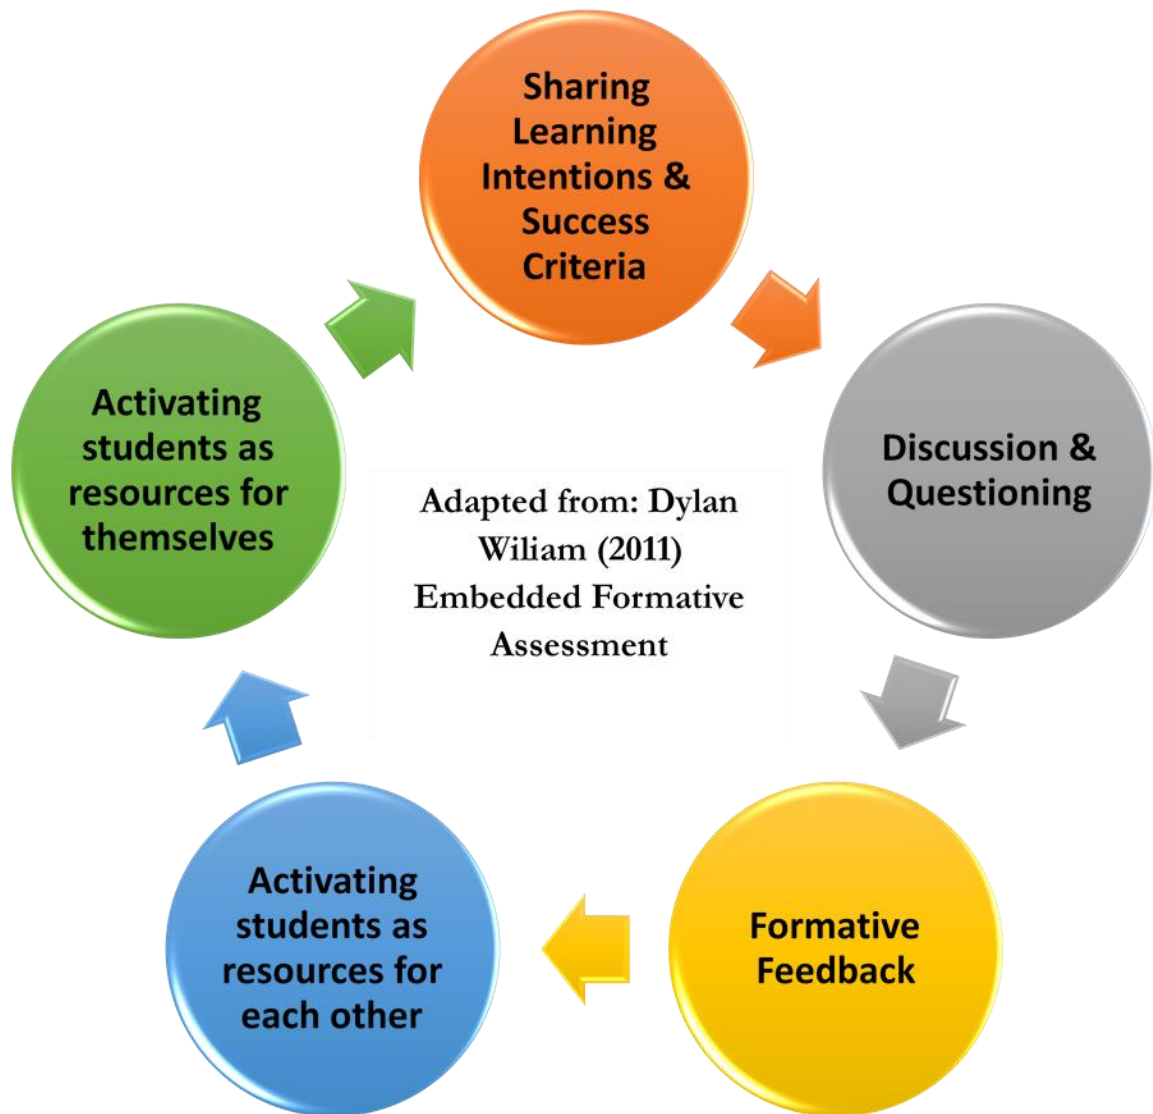 Sharing
Learning
Intentions &
Success
Criteria
Discussion &
Questioning
Formative
Feedback
Activating
students as
resources for
each other
Activating
students as
resources for
themselves
Adapted from: Dylan
Wiliam (2011)
Embedded Formative
Assessment